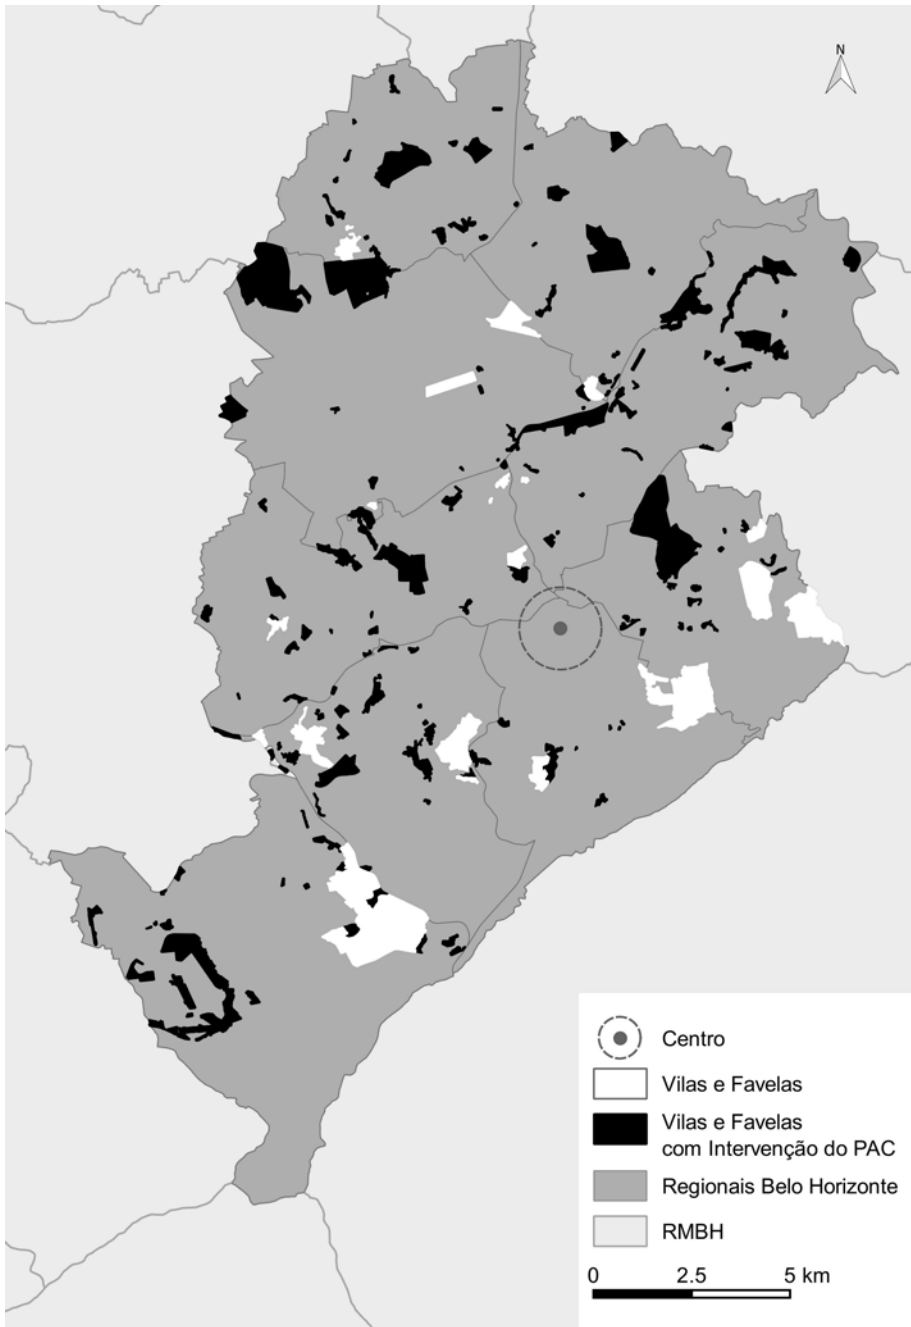 N
Centro
Vilas e Favelas
Vilas e Favelas
com Intervenção do PAC
Regionais Belo Horizonte
RMBH
0 2.5 5 km